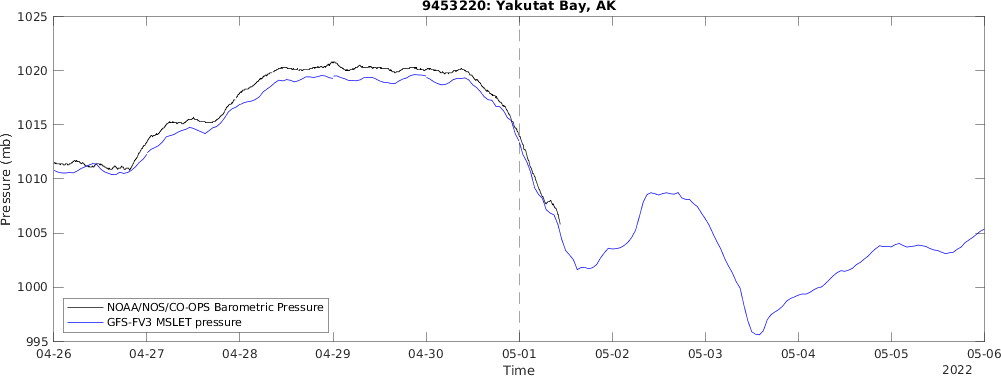 9453220: Yakutat Bay, AK
1025
1020
1015
1010
1005
1000
995
Pressure (mb)
NOAA/NOS/CO-OPS Barometric Pressure
GFS-FV3 MSLET pressure
04-26 04-27 04-28 04-29 04-30 05-01 05-02 05-03 05-04 05-05 05-06
Time
2022